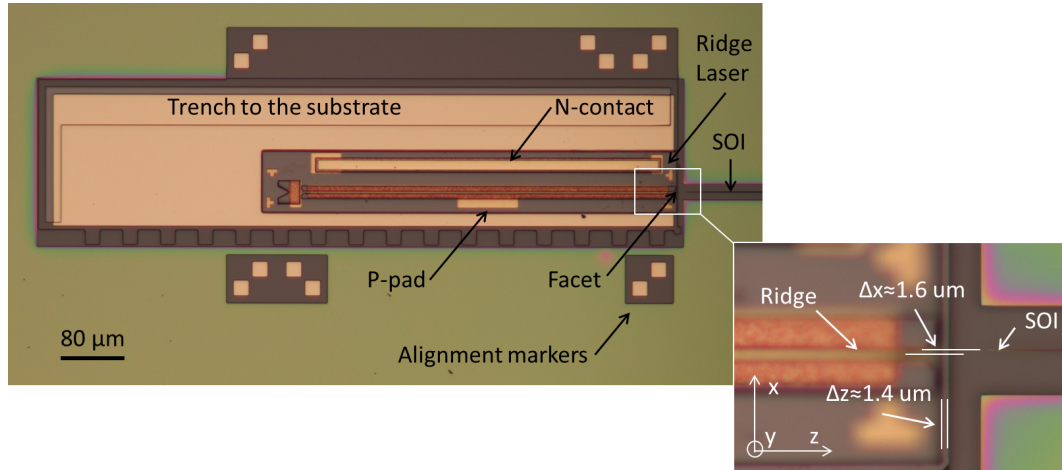 Ridge
Laser
Trench to the substrate
N-contact
SOI
P-pad
Facet
80 µm
Alignment markers
Ridge
Δx≈1.6 um
SOI
x
Δz≈1.4 um
y
z